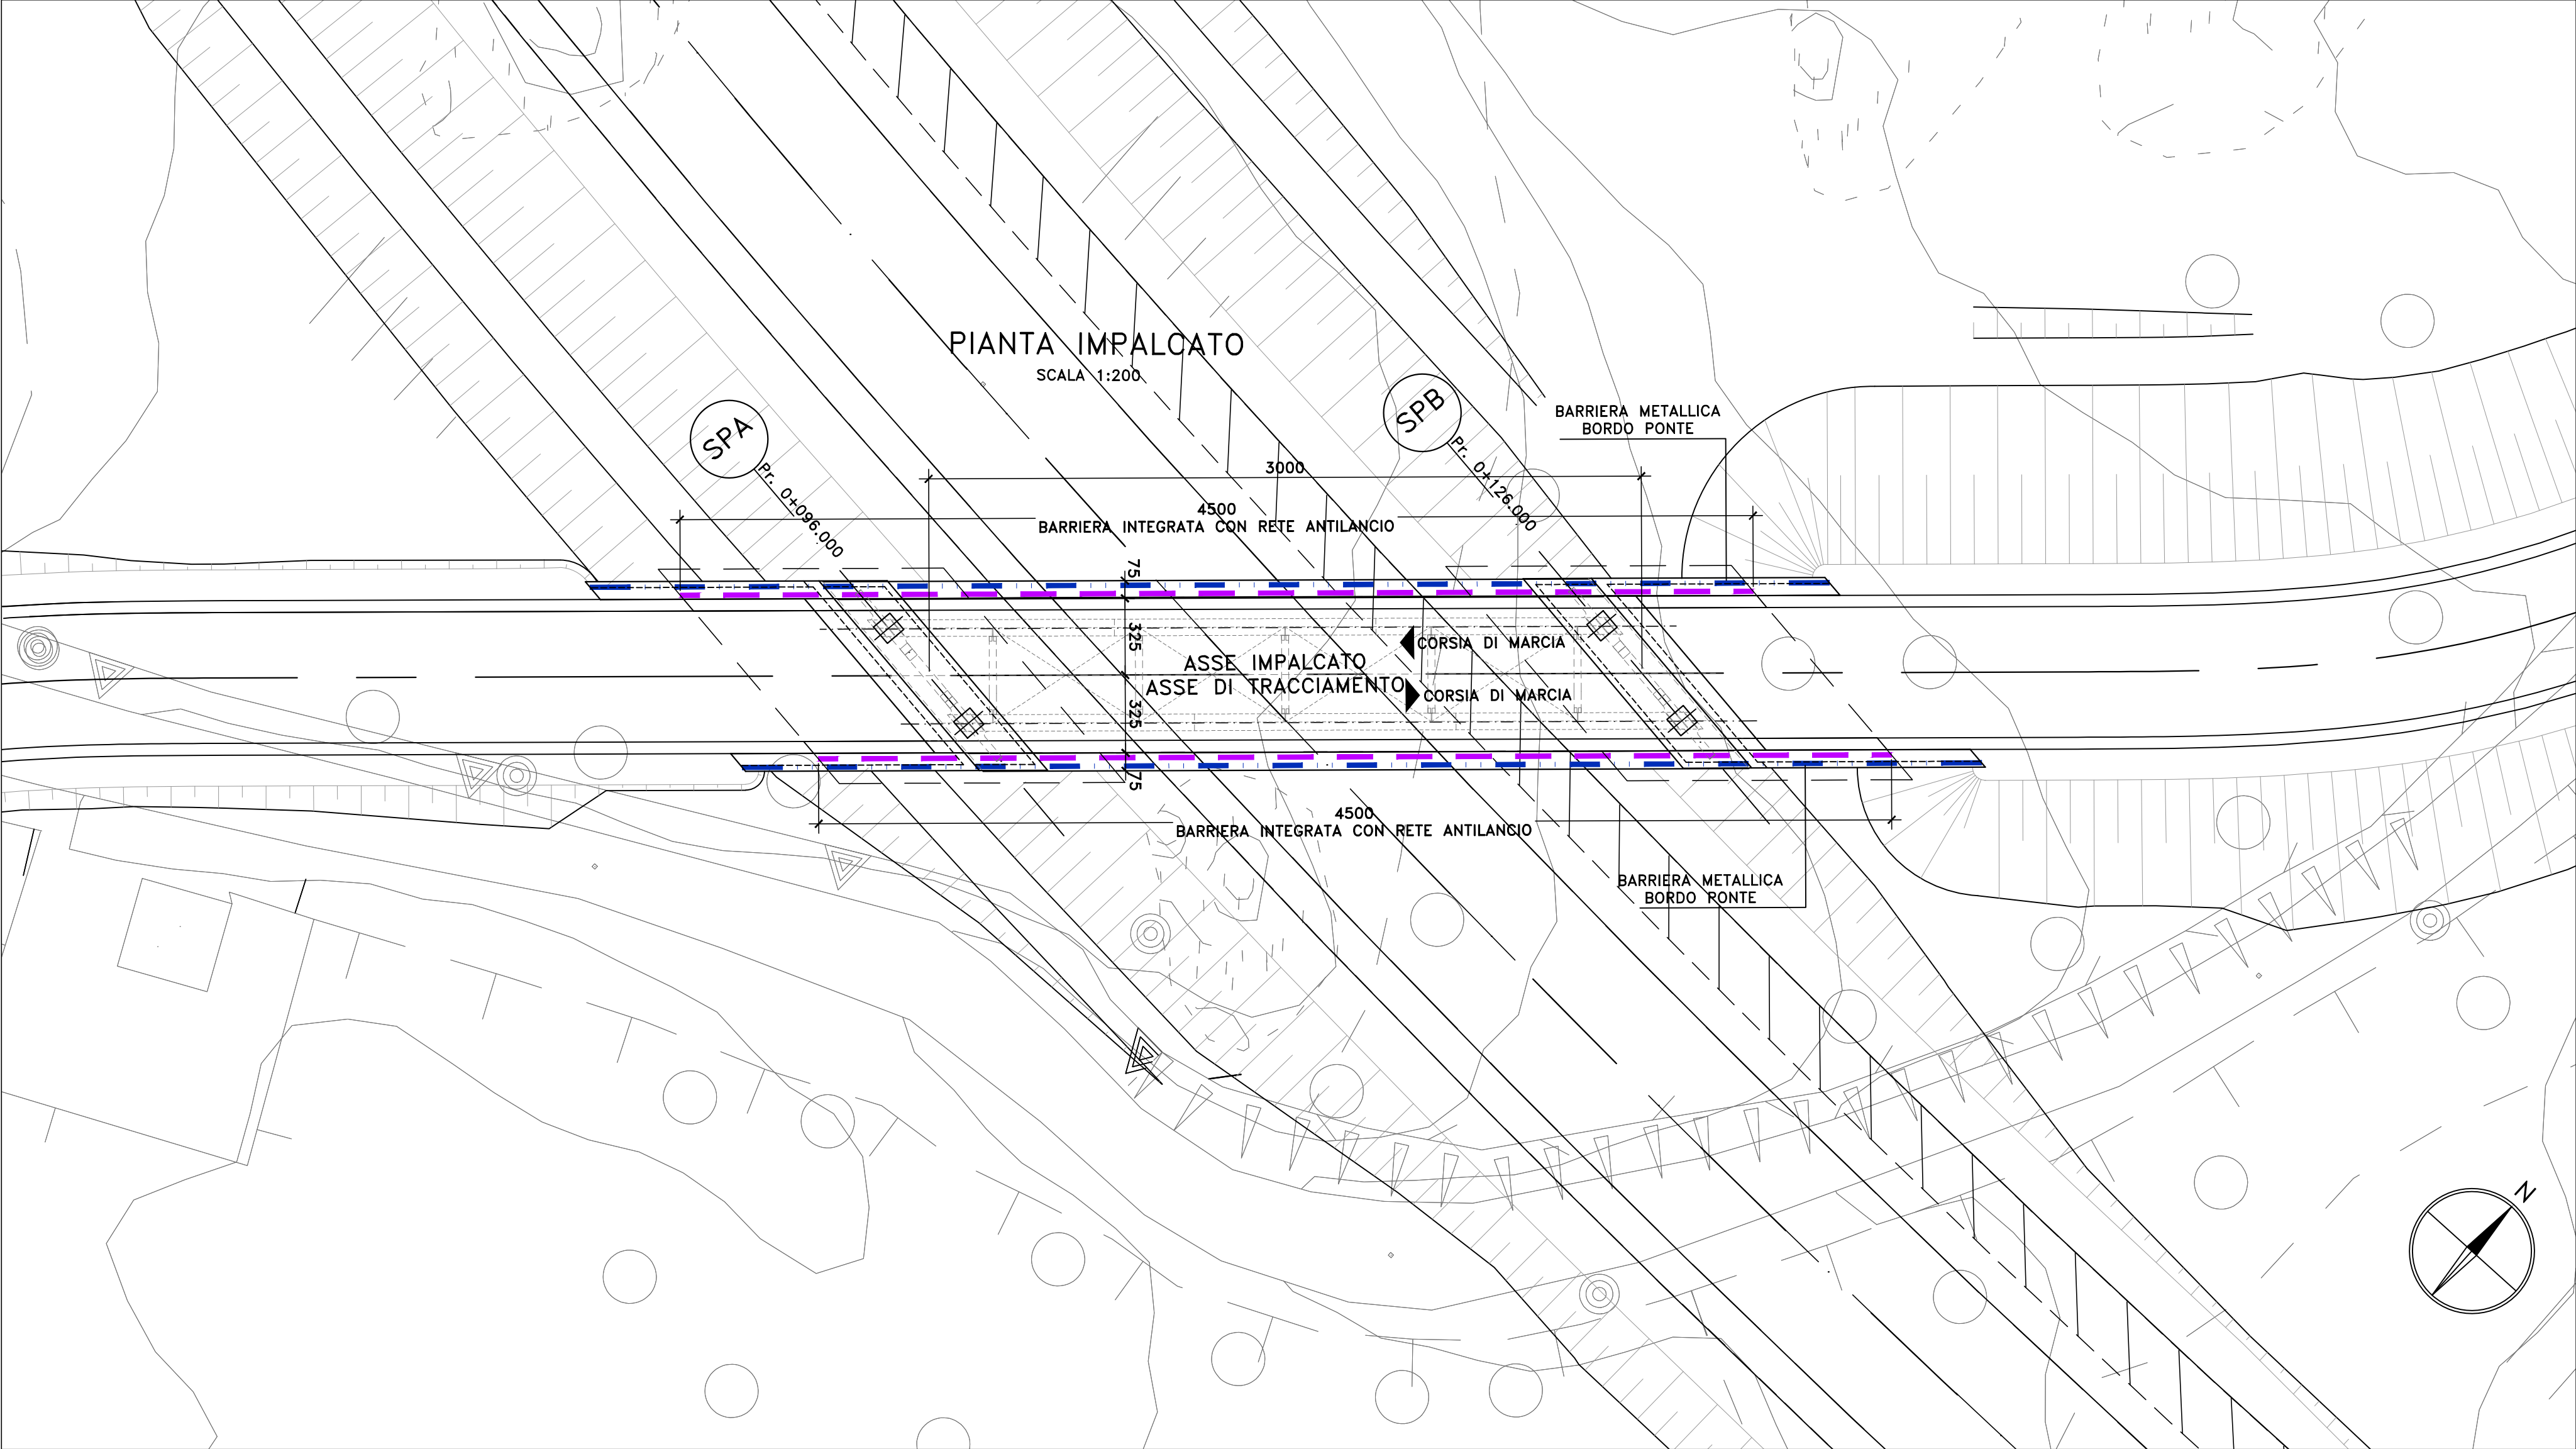 PIANTA IMPALCATO
SCALA 1:200
SPA
Pr. 0+096.000
SPB
Pr. 0+126.000
BARRIERA METALLICA
BORDO PONTE
3000
4500
BARRIERA INTEGRATA CON RETE ANTILANCIO
75
325
CORSIA DI MARCIA
ASSE IMPALCATO
ASSE DI TRACCIAMENTO
CORSIA DI MARCIA
325
75
4500
BARRIERA INTEGRATA CON RETE ANTILANCIO
BARRIERA METALLICA
BORDO PONTE
N